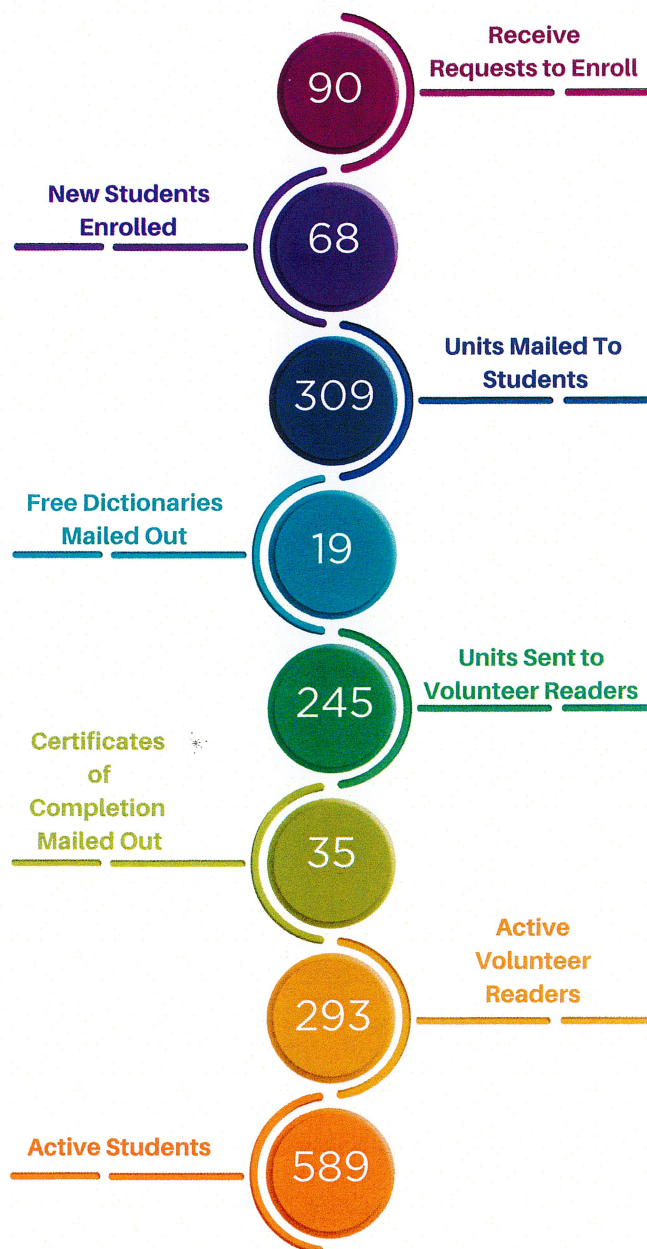 90
Receive
Requests to Enroll
New Students
Enrolled
68
309
Units Mailed To
Students
Free Dictionaries
Mailed Out
19
245
Units Sent to
Volunteer Readers
Certificates
of
Completion
Mailed Out
35
293
Active
Volunteer
Readers
Active Students
589